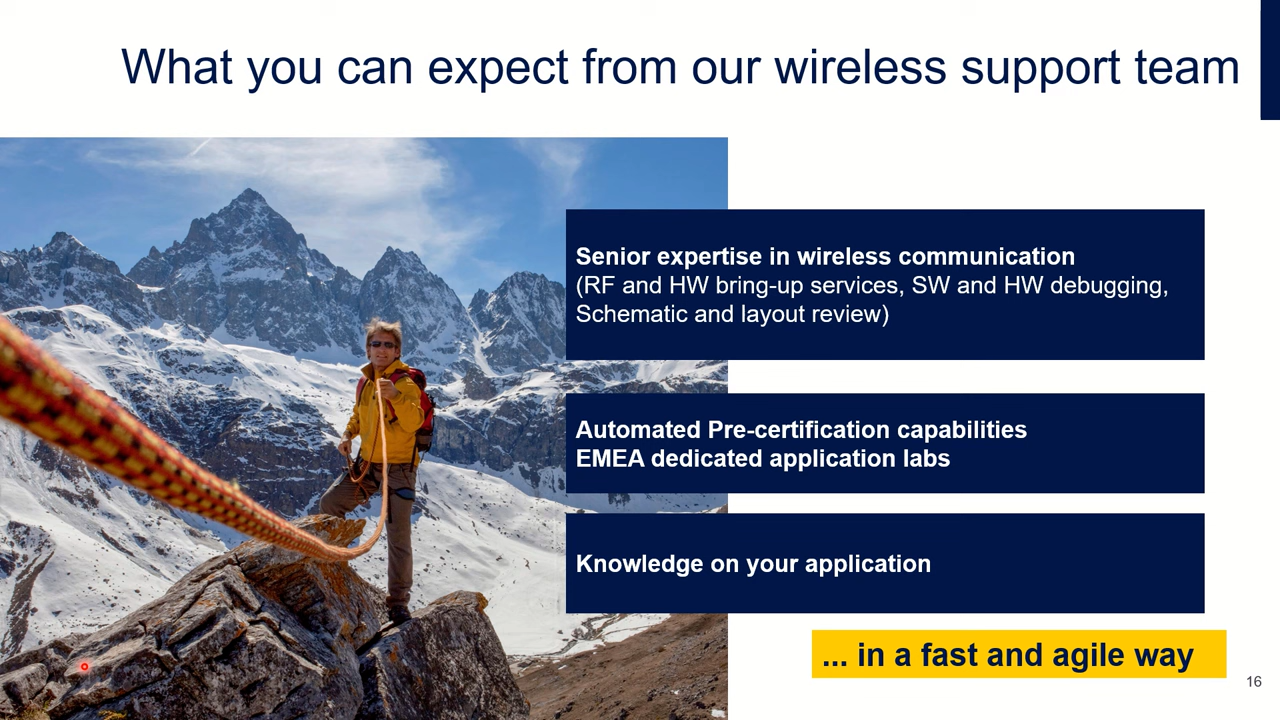 What you can expect from our wireless support team
Senior expertise in wireless communication
(RF and HW bring-up services, SW and HW debugging,
Schematic and layout review)
Automated Pre-certification capabilities
EMEA dedicated application labs
Knowledge on your application
... in a fast and agile way
16